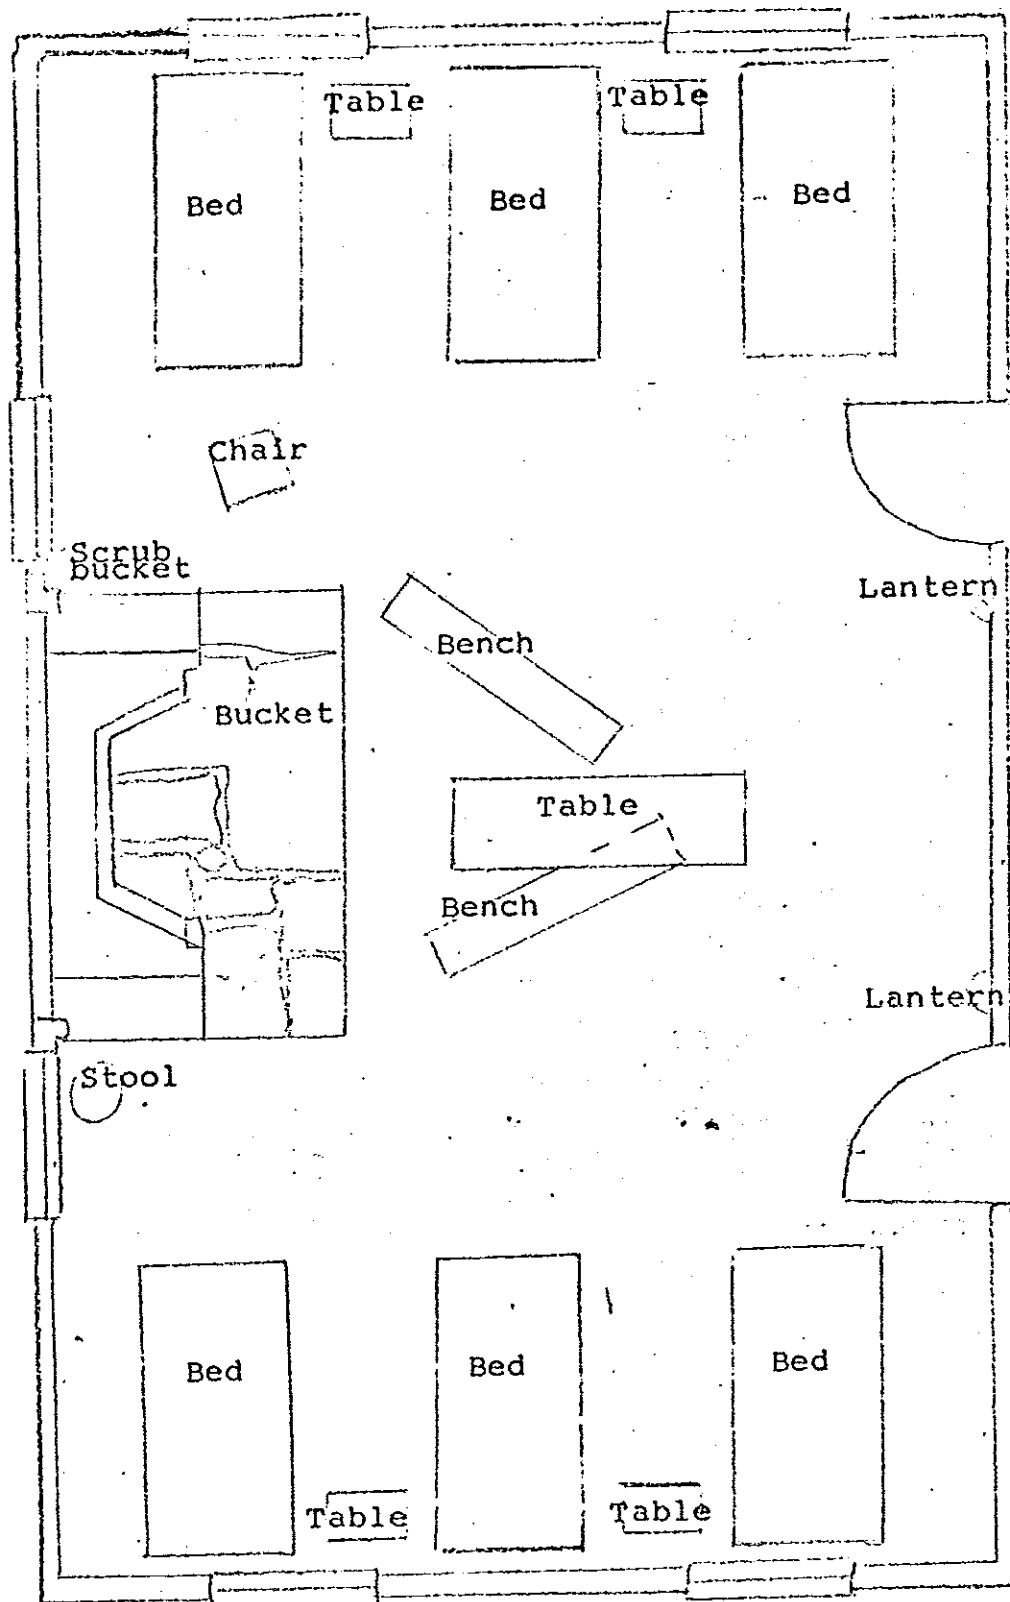 Table
Table
Bed
Bed
Bed
Chair
Scrub
bucket
Lantern
Bench
Bucket
Table
Bench
Lantern
Stool
Bed
Bed
Bed
Table
Table